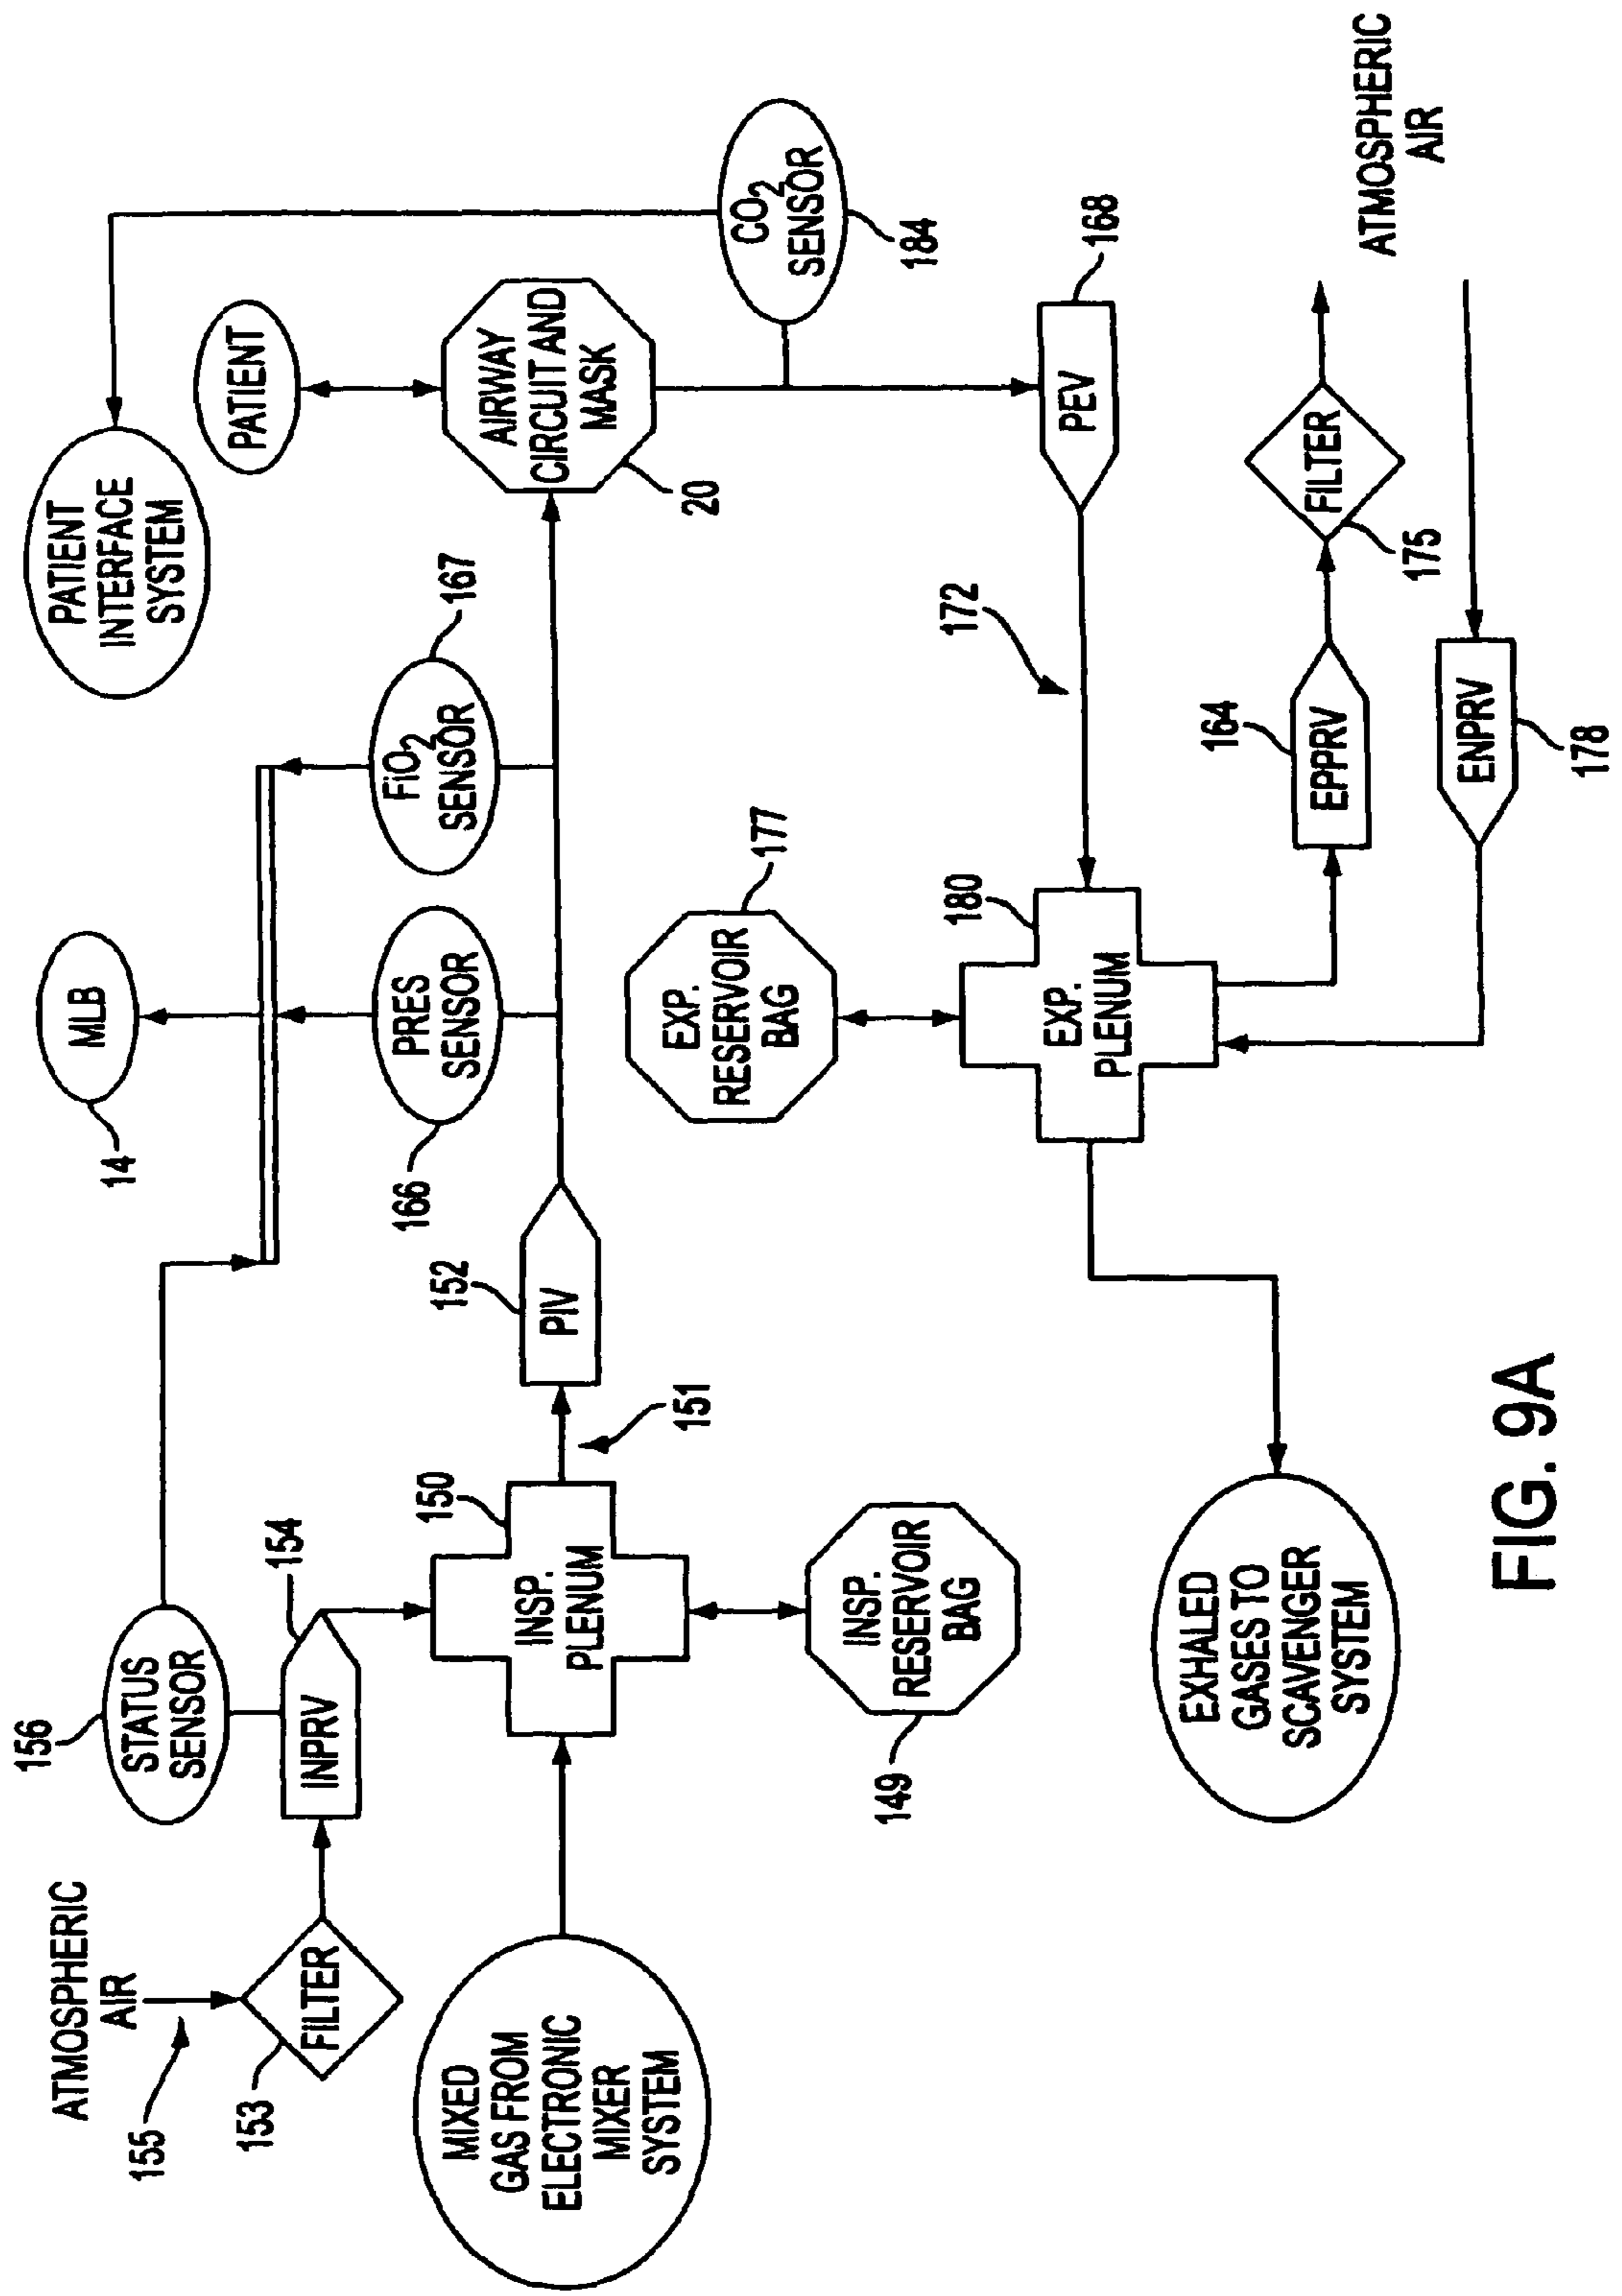 ATMOSPHERIC
AIR
155
153
FILTER
156
STATUS
SENSOR
154
INPRV
MIXED
GAS FROM
ELECTRONIC
MIXER
SYSTEM
150
INSP.
PLENUM
151
149
INSP.
RESERVOIR
BAG
152
PIV
14
MLB
166
PRES
SENSOR
167
FiO2
SENSOR
PATIENT
INTERFACE
SYSTEM
PATIENT
AIRWAY
CIRCUIT AND
MASK
20
CO2
SENSOR
184
168
PEV
172
177
EXP.
RESERVOIR
BAG
180
EXP.
PLENUM
164
EPPRV
175
FILTER
ATMOSPHERIC
AIR
ENPRV
178
EXHALED
GASES TO
SCAVENGER
SYSTEM
FIG. 9A